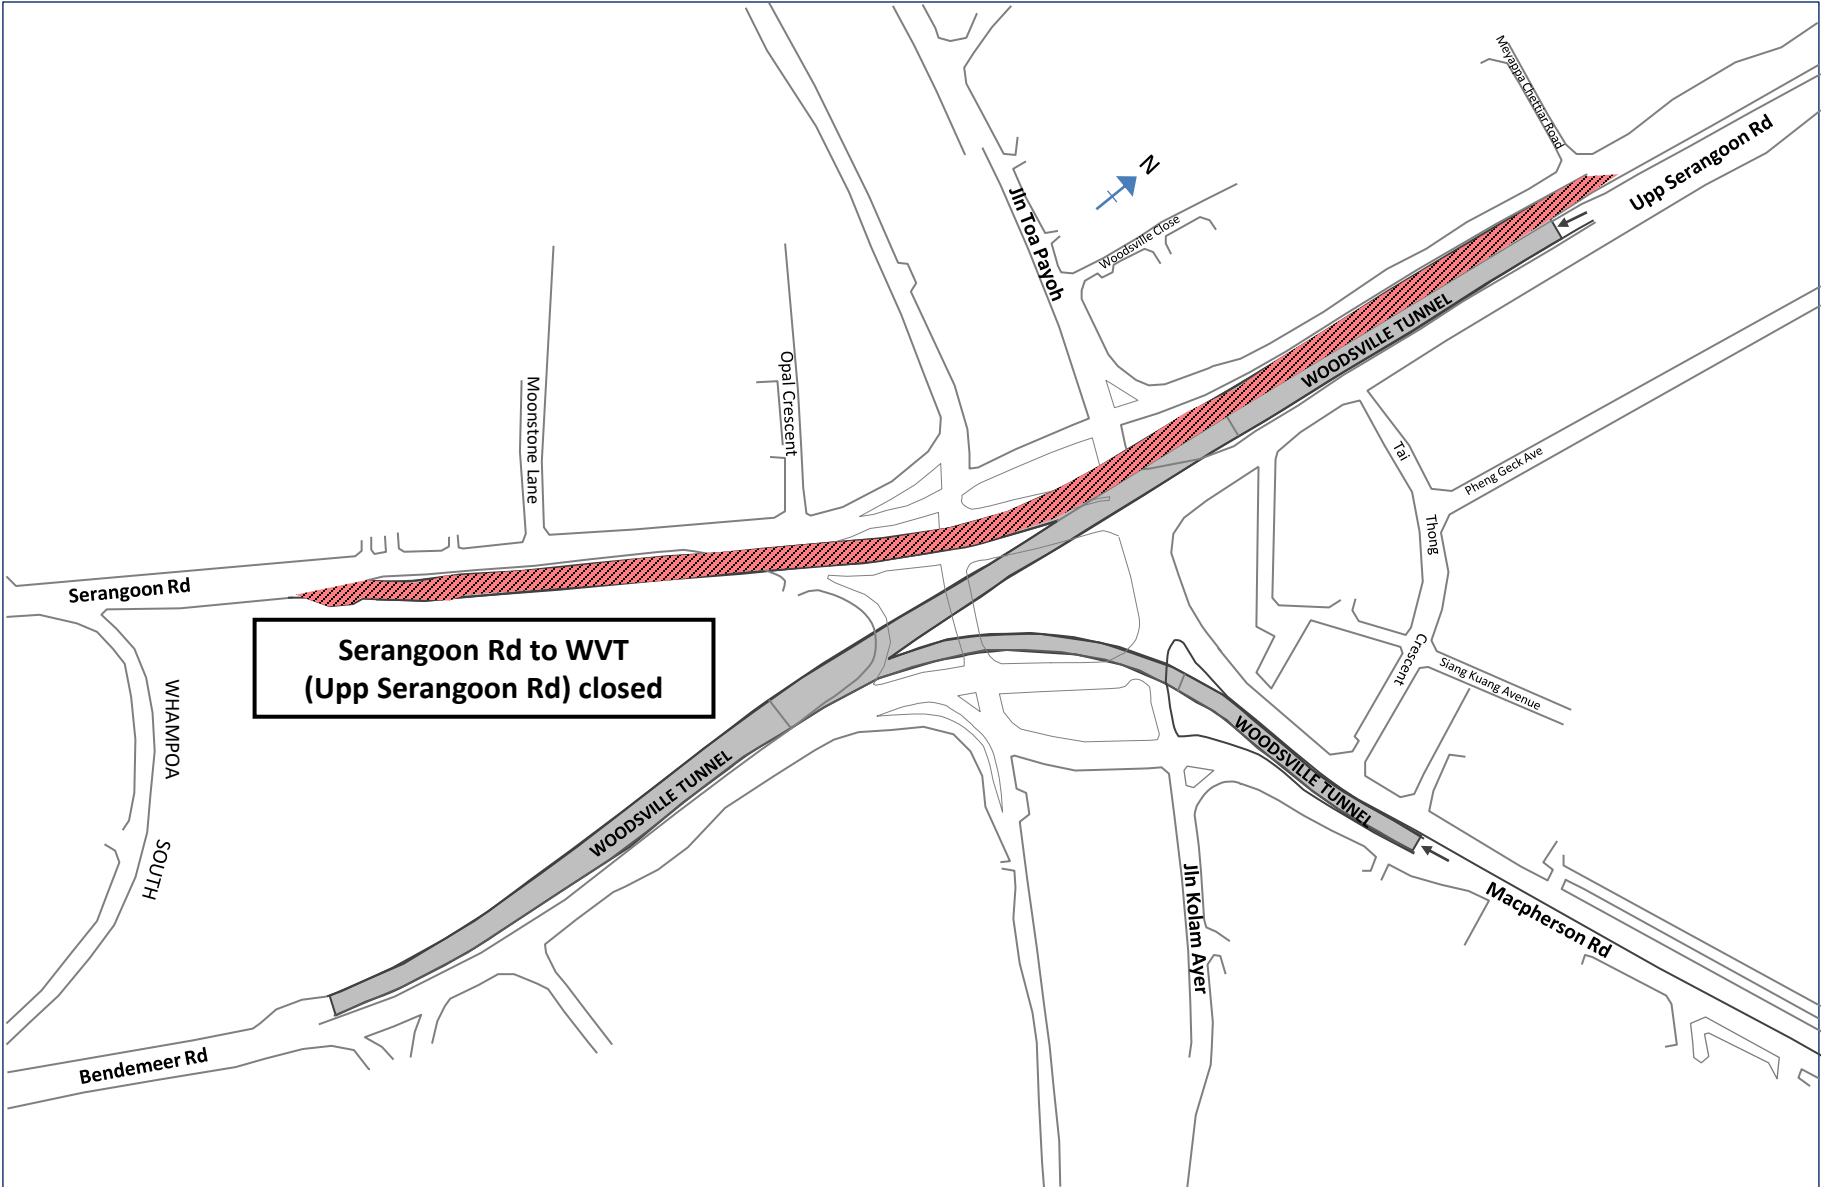 Meyappa Chettiar Road
Upp Serangoon Rd
N
Jln Toa Payoh
Woodsville Close
WOODSVILLE TUNNEL
Opal Crescent
Moonstone Lane
Tai
Thong
Crescent
Pheng Geck Ave
Serangoon Rd
Serangoon Rd to WVT
(Upp Serangoon Rd) closed
Siang Kuang Avenue
WHAMPOA
SOUTH
WOODSVILLE TUNNEL
WOODSVILLE TUNNEL
Jln Kolam Ayer
Macpherson Rd
Bendemeer Rd